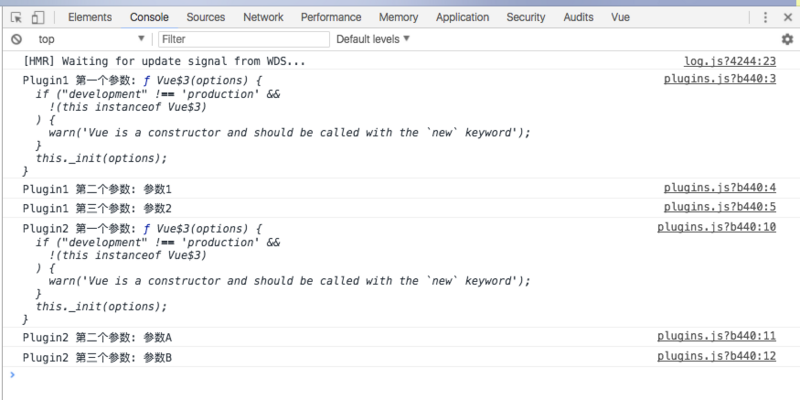 Elements Console Sources Network Performance Memory Application Security Audits Vue
top Filter Default levels
[HMR] Waiting for update signal from WDS... log.js?4244:23
Plugin1 第一个参数: ƒ Vue$3(options) { plugins.js?b440:3
if ("development" !== 'production' &&
!(this instanceof Vue$3)
) {
warn('Vue is a constructor and should be called with the `new` keyword');
}
this._init(options);
}
Plugin1 第二个参数: 参数1 plugins.js?b440:4
Plugin1 第三个参数: 参数2 plugins.js?b440:5
Plugin2 第一个参数: ƒ Vue$3(options) { plugins.js?b440:10
if ("development" !== 'production' &&
!(this instanceof Vue$3)
) {
warn('Vue is a constructor and should be called with the `new` keyword');
}
this._init(options);
}
Plugin2 第二个参数: 参数A plugins.js?b440:11
Plugin2 第三个参数: 参数B plugins.js?b440:12